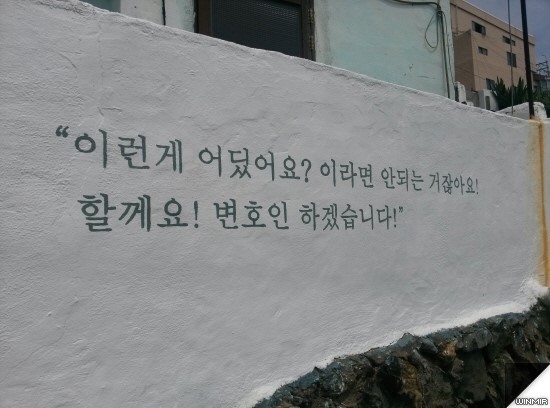 “이런게 어딨어요? 이라면 안되는 거잖아요!
할께요! 변호인 하겠습니다!”
WINMIR